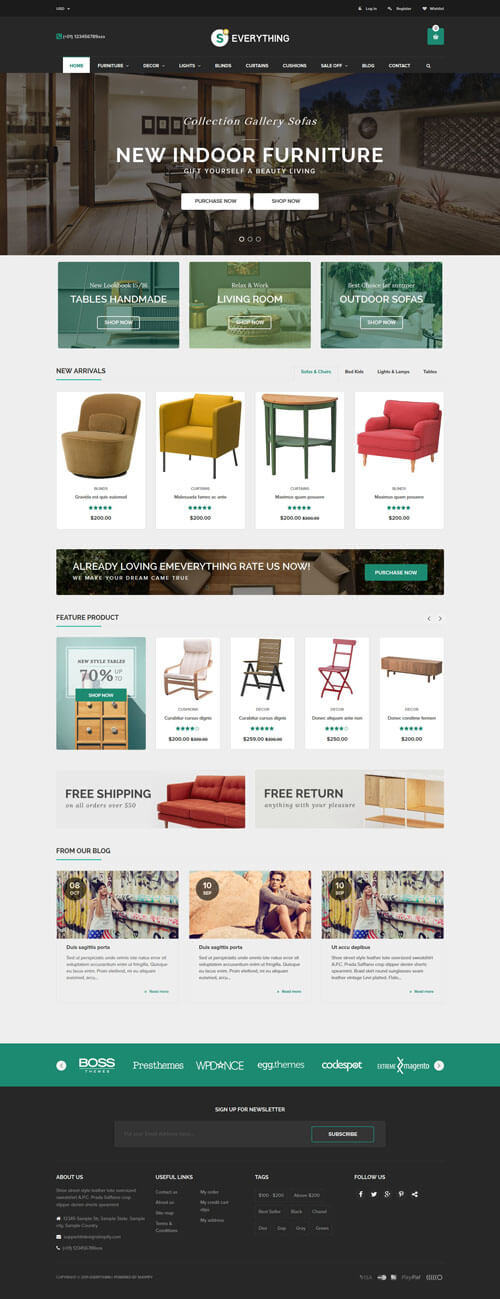 USD
Log in
Register
Wishlist
(+01) 123456789xxx
S
EVERYTHING
0
HOME
FURNITURE
DECOR
LIGHTS
BLINDS
CURTAINS
CUSHIONS
SALE OFF
BLOG
CONTACT
Collection Gallery Sofas
NEW INDOOR FURNITURE
GIFT YOURSELF A BEAUTY LIVING
PURCHASE NOW
SHOP NOW
New Lookbook 15/16
TABLES HANDMADE
SHOP NOW
Relax & Work
LIVING ROOM
SHOP NOW
Best Choice for summer
OUTDOOR SOFAS
SHOP NOW
NEW ARRIVALS
Sofas & Chairs
Bed Kids
Lights & Lamps
Tables
BLINDS
Gravida est quis euismod
$200.00
CURTAINS
Malesuada fames ac ante
$200.00
CURTAINS
Maximus quam posuere
$200.00 $300.00
BLINDS
Maximus quam posuere
$200.00
ALREADY LOVING EMEVERYTHING RATE US NOW!
WE MAKE YOUR DREAM CAME TRUE
PURCHASE NOW
FEATURE PRODUCT
NEW STYLE TABLES
70% UP TO
SHOP NOW
CUSHIONS
Curabitur cursus dignis
$200.00
DECOR
Curabitur cursus dignis
$259.00
DECOR
Donec aliquam ante non
$250.00
DECOR
Donec condime fermen
$200.00
FREE SHIPPING
on all orders over $50
FREE RETURN
anything with your pleasure
FROM OUR BLOG
08
OCT
Duis sagittis porta
Sed ut perspiciatis unde omnis iste natus error sit
voluptatem accusantium enim ut fringilla. Quisque
eu lacus enim. Proin eleifend, mi eu euismod
interdum, arcu...
Read more
10
SEP
Duis sagittis porta
Sed ut perspiciatis unde omnis iste natus error sit
voluptatem accusantium enim ut fringilla. Quisque
eu lacus enim. Proin eleifend, mi eu euismod
interdum, arcu...
Read more
10
SEP
Ut accu dapibus
Shoe street style leather tote oversized sweatshirt
A.P.C. Prada Saffiano crop slipper denim shorts
spearmint. Braid skirt round sunglasses seam
leather vintage Levi plaited. Flats...
Read more
BOSS
THEMES
Presthemes
WPDANCE
egg.themes
codespot
EXTREME magento
SIGN UP FOR NEWSLETTER
Put your Email Address here...
SUBSCRIBE
ABOUT US
Shoe street style leather tote oversized
sweatshirt A.P.C. Prada Saffiano crop
slipper denim shorts spearmint
12345 Sample St, Sample State, Sample
city, Sample Country
(+01) 123456789xxx
USEFUL LINKS
Contact us
About us
Site map
Terms &
Conditions
My order
My credit cart
slips
My address
TAGS
$100 - $200
Above $200
Best Seller
Black
Chanel
Dior
Gap
Gray
Green
FOLLOW US
COPYRIGHT © 2015 EVERYTHING. POWERED BY SHOPIFY
VISA
PayPal